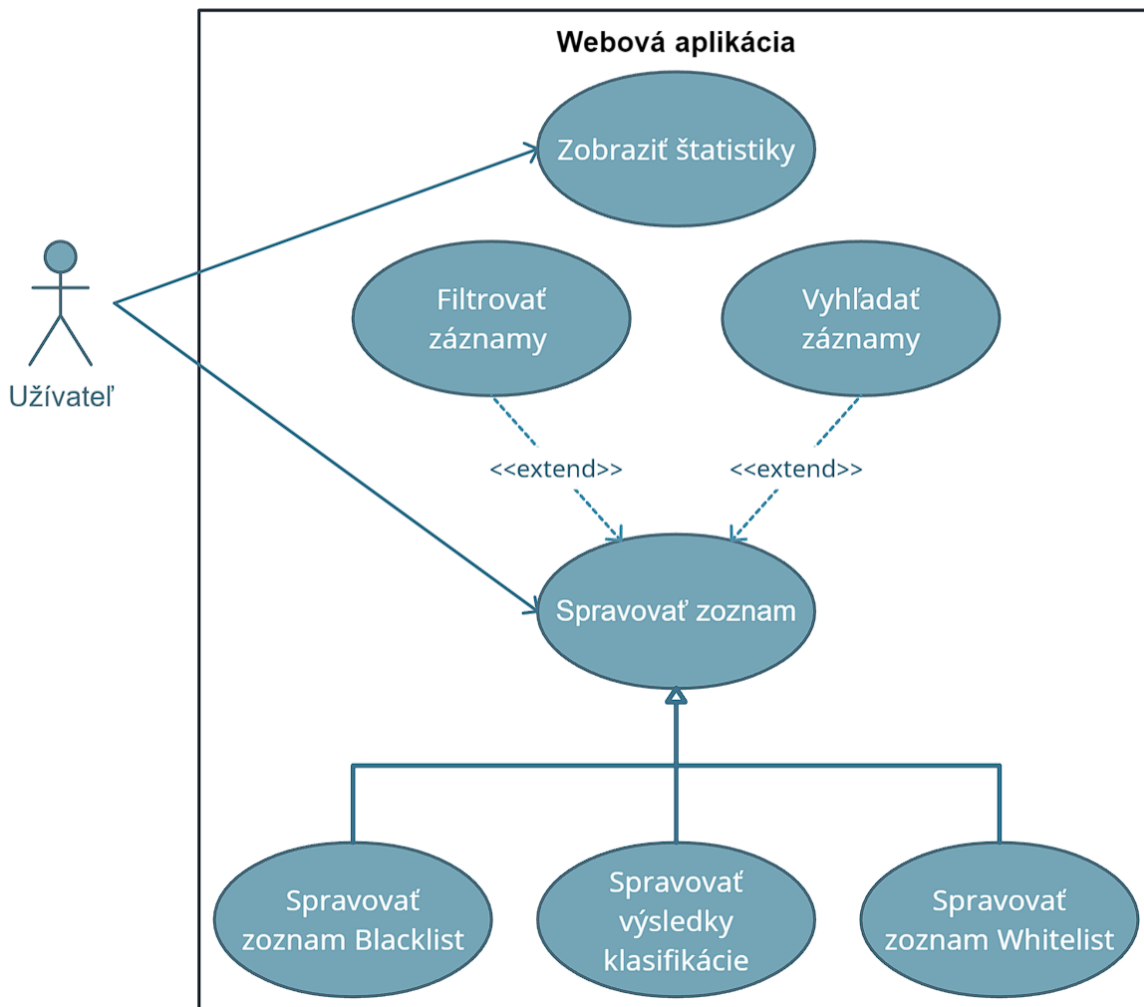 Webová aplikácia
Zobraziť štatistiky
Filtrovať
záznamy
Vyhľadať
záznamy
Užívateľ
<<extend>>
<<extend>>
Spravovať zoznam
Spravovať
zoznam Blacklist
Spravovať
výsledky
klasifikácie
Spravovať
zoznam Whitelist